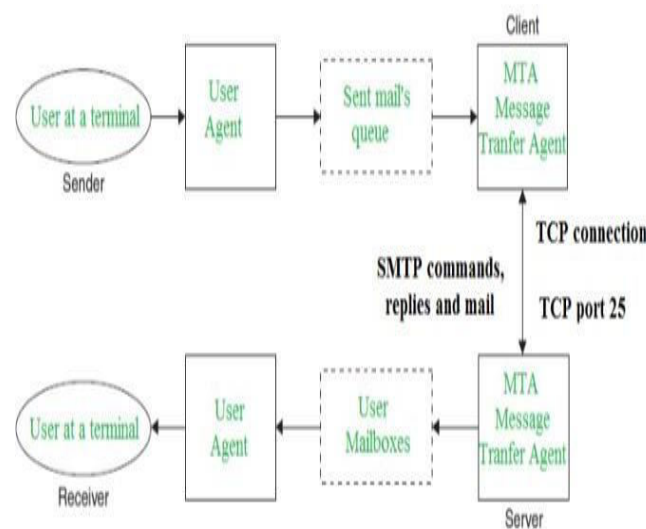 Client
User at a terminal
Sender
User
Agent
Sent mail's
queue
MTA
Message
Tranfer Agent
SMTP commands,
replies and mail
TCP connection
TCP port 25
User at a terminal
Receiver
User
Agent
User
Mailboxes
MTA
Message
Tranfer Agent
Server